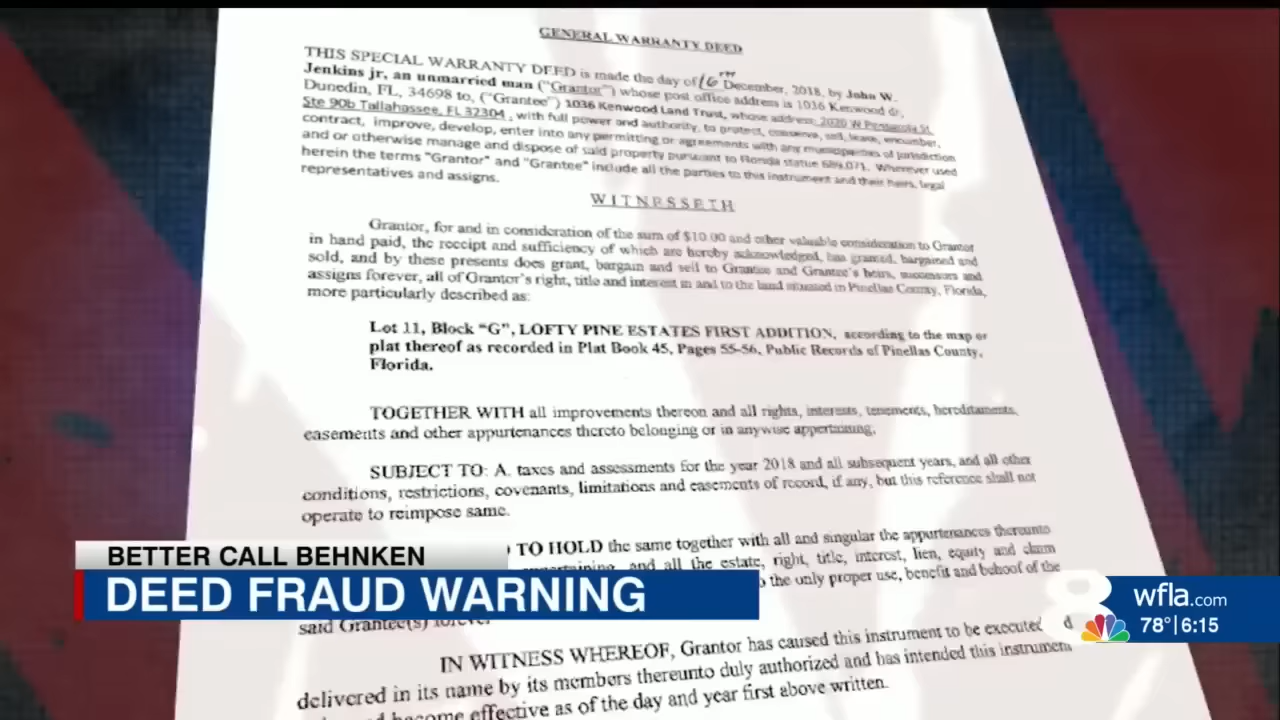 GENERAL WARRANTY DEED
THIS SPECIAL WARRANTY DEED is made the day of 16 TH December, 2018, by John W.
Jenkins jr, an unmarried man ("Grantor") whose post office address is 1036 Kenwood dr,
Dunedin, FL, 34698 to, ("Grantee") 1036 Kenwood Land Trust, whose address, 2020 W Pensacola St
Ste 90b Tallahassee, FL 32304, with full power and authority, to protect, conserve, sell, lease, encumber,
contract, improve, develop, enter into any permitting or agreements with any municipalities of jurisdiction
and or otherwise manage and dispose of said property pursuant to Florida statue 689.071. Wherever used
herein the terms "Grantor" and "Grantee" include all the parties to this instrument and their heirs, legal
representatives and assigns.
WITNESSETH
Grantor, for and in consideration of the sum of $10.00 and other valuable consideration to Grantor
in hand paid, the receipt and sufficiency of which are hereby acknowledged, has granted, bargained and
sold, and by these presents does grant, bargain and sell to Grantee and Grantee's heirs, successors and
assigns forever, all of Grantor's right, title and interest in and to the land situated in Pinellas County, Florida,
more particularly described as:
Lot 11, Block "G", LOFTY PINE ESTATES FIRST ADDITION, according to the map or
plat thereof as recorded in Plat Book 45, Pages 55-56, Public Records of Pinellas County,
Florida.
TOGETHER WITH all improvements thereon and all rights, interests, tenements, hereditaments,
easements and other appurtenances thereto belonging or in anywise appertaining.
SUBJECT TO: A. taxes and assessments for the year 2018 and all subsequent years, and all other
conditions, restrictions, covenants, limitations and easements of record, if any, but this reference shall not
operate to reimpose same.
TO HOLD the same together with all and singular the appurtenances thereunto
appertaining, and all the estate, right, title, interest, lien, equity and claim
the only proper use, benefit and behoof of the
said Grantee(s) forever
IN WITNESS WHEREOF, Grantor has caused this instrument to be executed d
delivered in its name by its members thereunto duly authorized and has intended this instrument
become effective as of the day and year first above written.
BETTER CALL BEHNKEN
DEED FRAUD WARNING
8
wfla.com
78° | 6:15